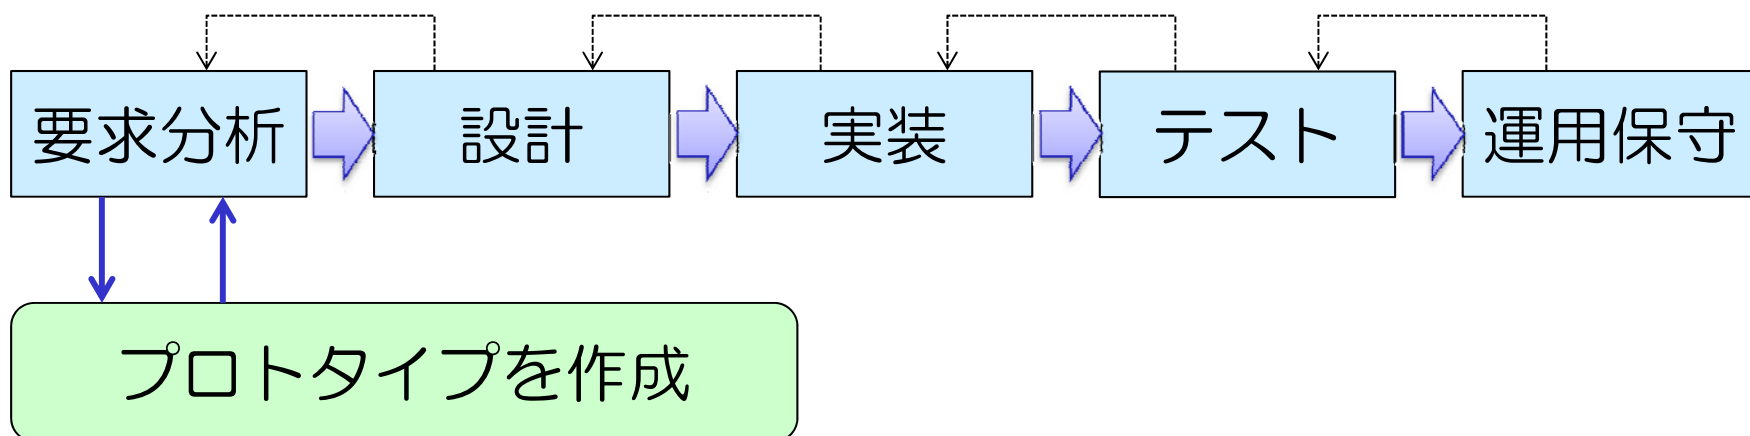 要求分析
設計
実装
テスト
運用保守
プロトタイプを作成